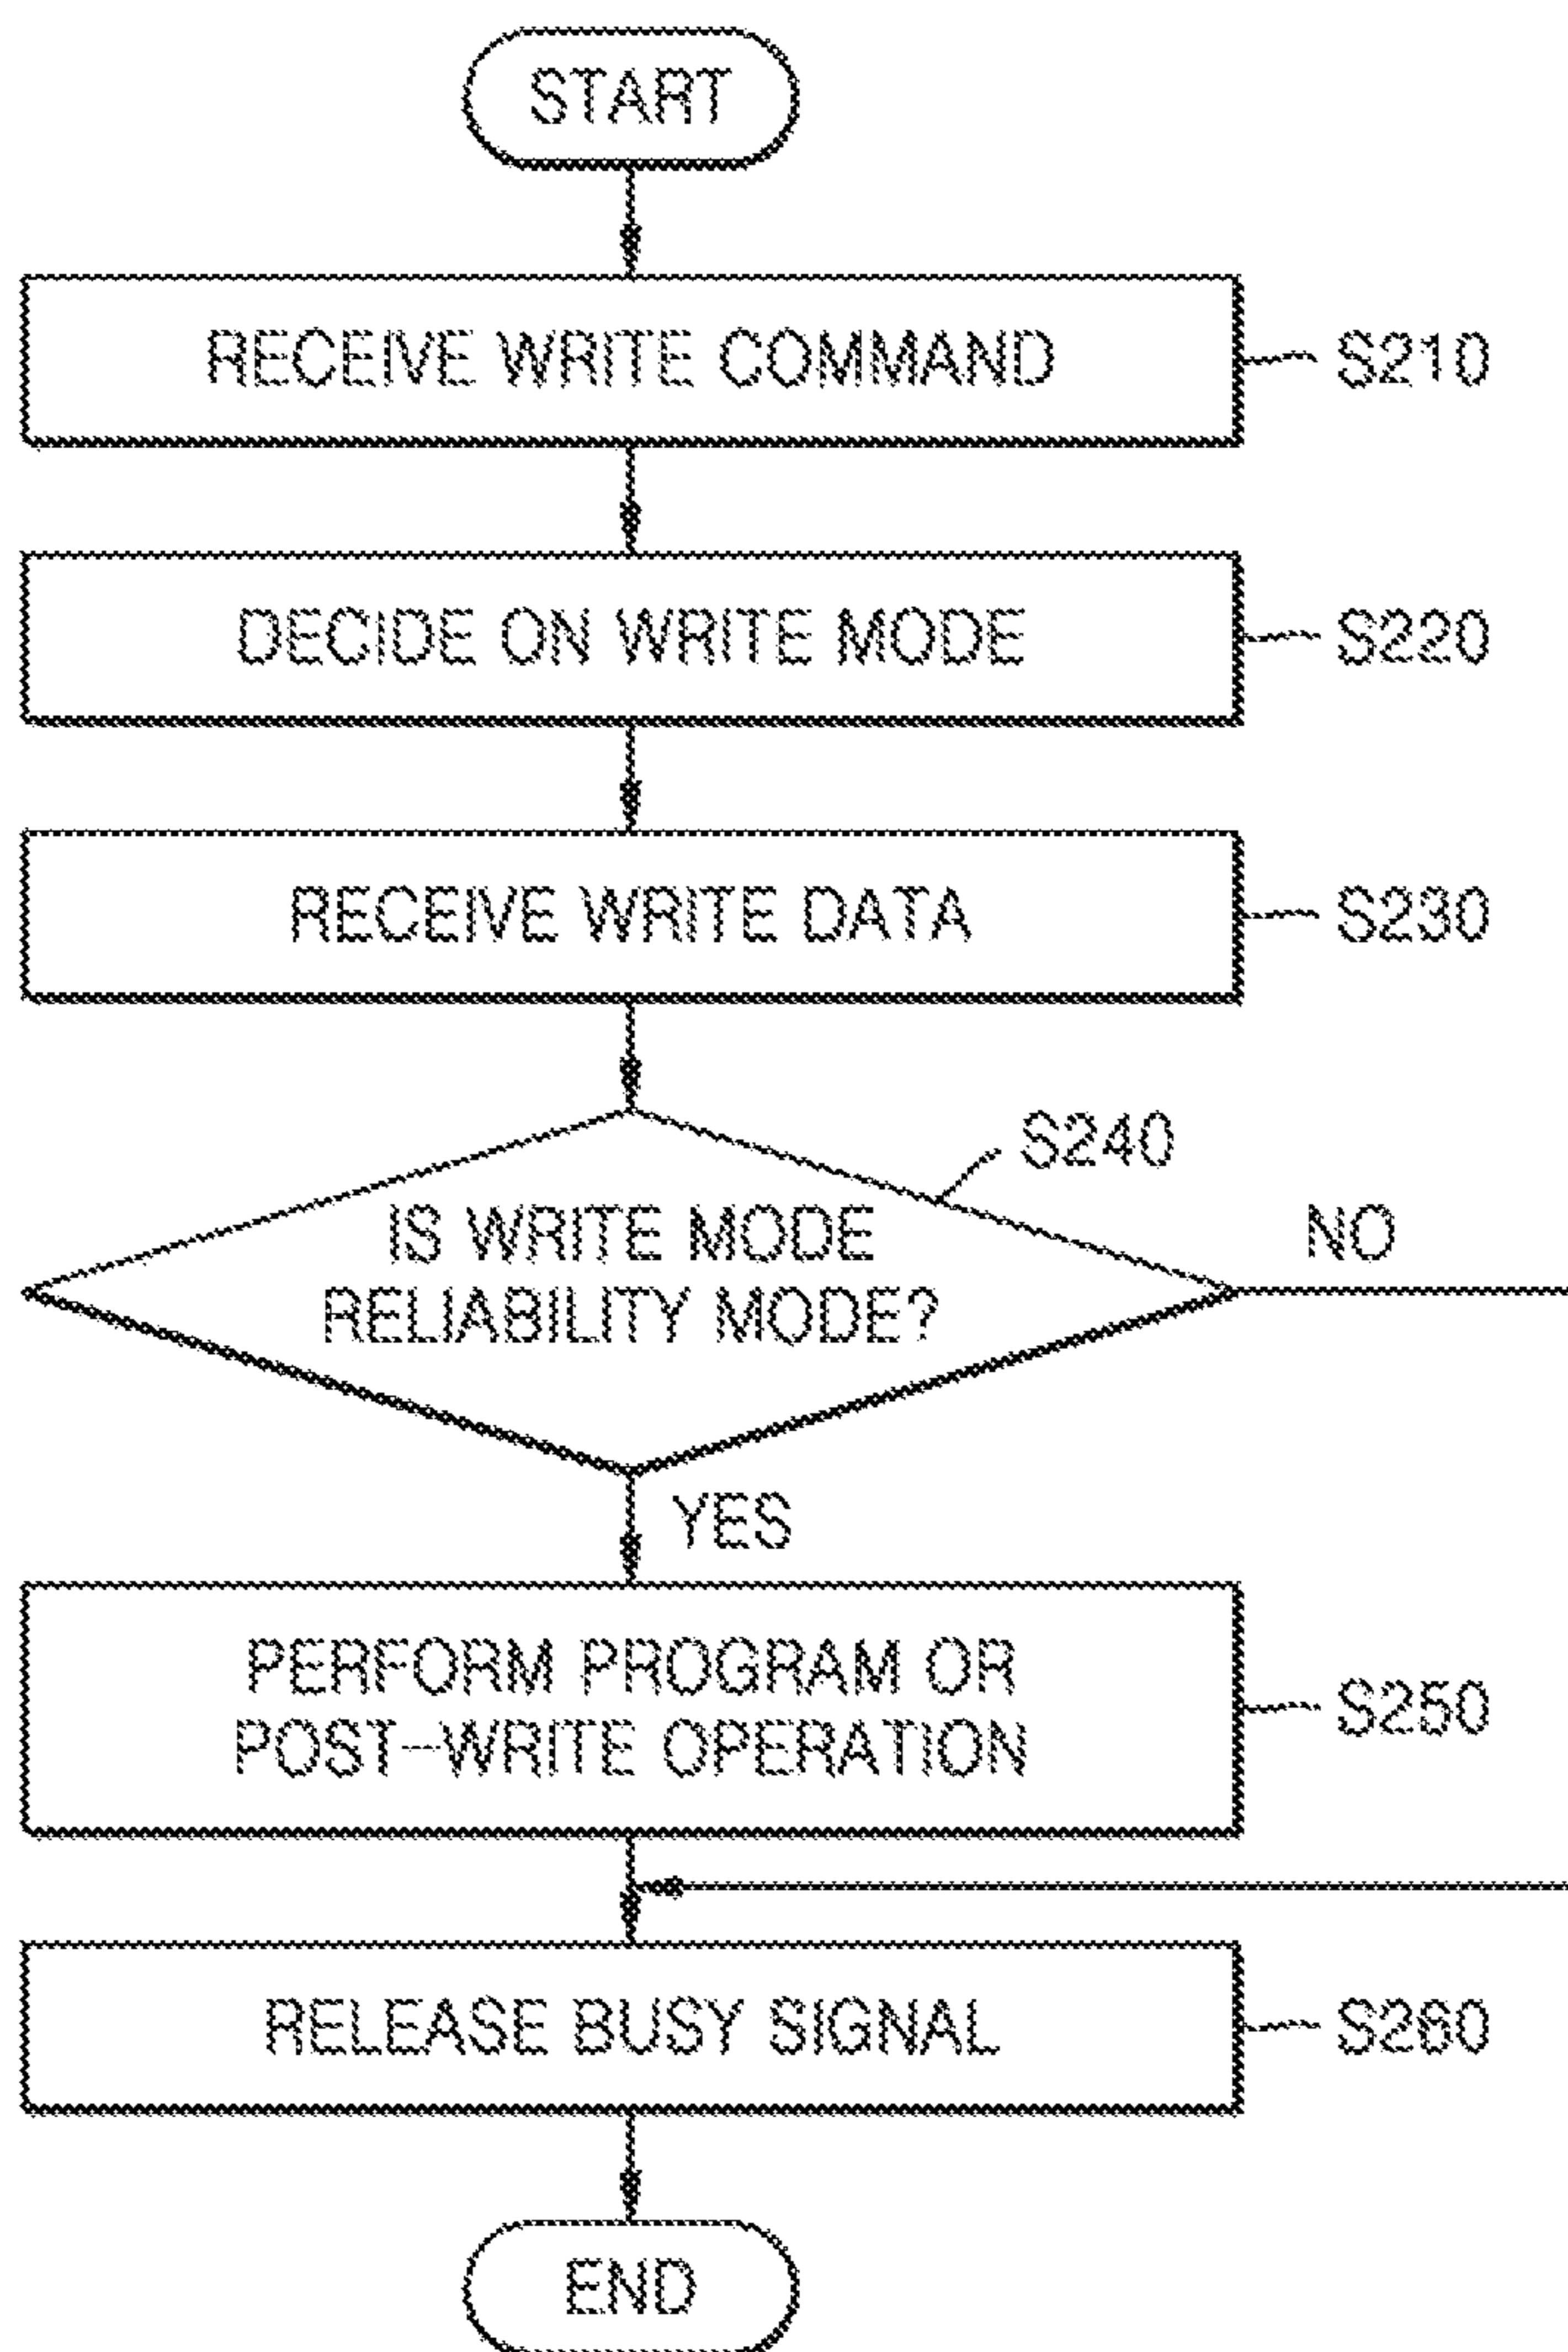 START
RECEIVE WRITE COMMAND
S210
DECIDE ON WRITE MODE
S220
RECEIVE WRITE DATA
S230
S240
IS WRITE MODE
RELIABILITY MODE?
NO
YES
PERFORM PROGRAM OR
POST-WRITE OPERATION
S250
RELEASE BUSY SIGNAL
S260
END